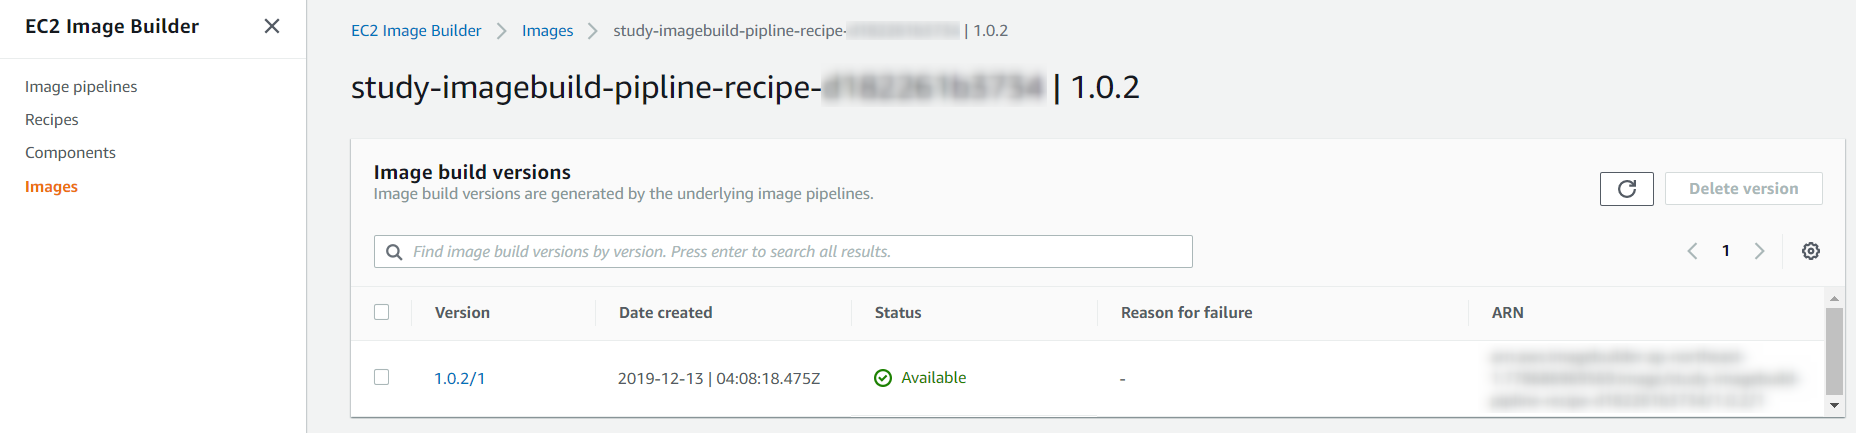 EC2 Image Builder
Image pipelines
Recipes
Components
Images
EC2 Image Builder > Images > study-imagebuild-pipline-recipe- | 1.0.2
study-imagebuild-pipline-recipe- | 1.0.2
Image build versions
Image build versions are generated by the underlying image pipelines.
Delete version
Find image build versions by version. Press enter to search all results.
1
Version Date created Status Reason for failure ARN
1.0.2/1 2019-12-13 | 04:08:18.475Z Available -